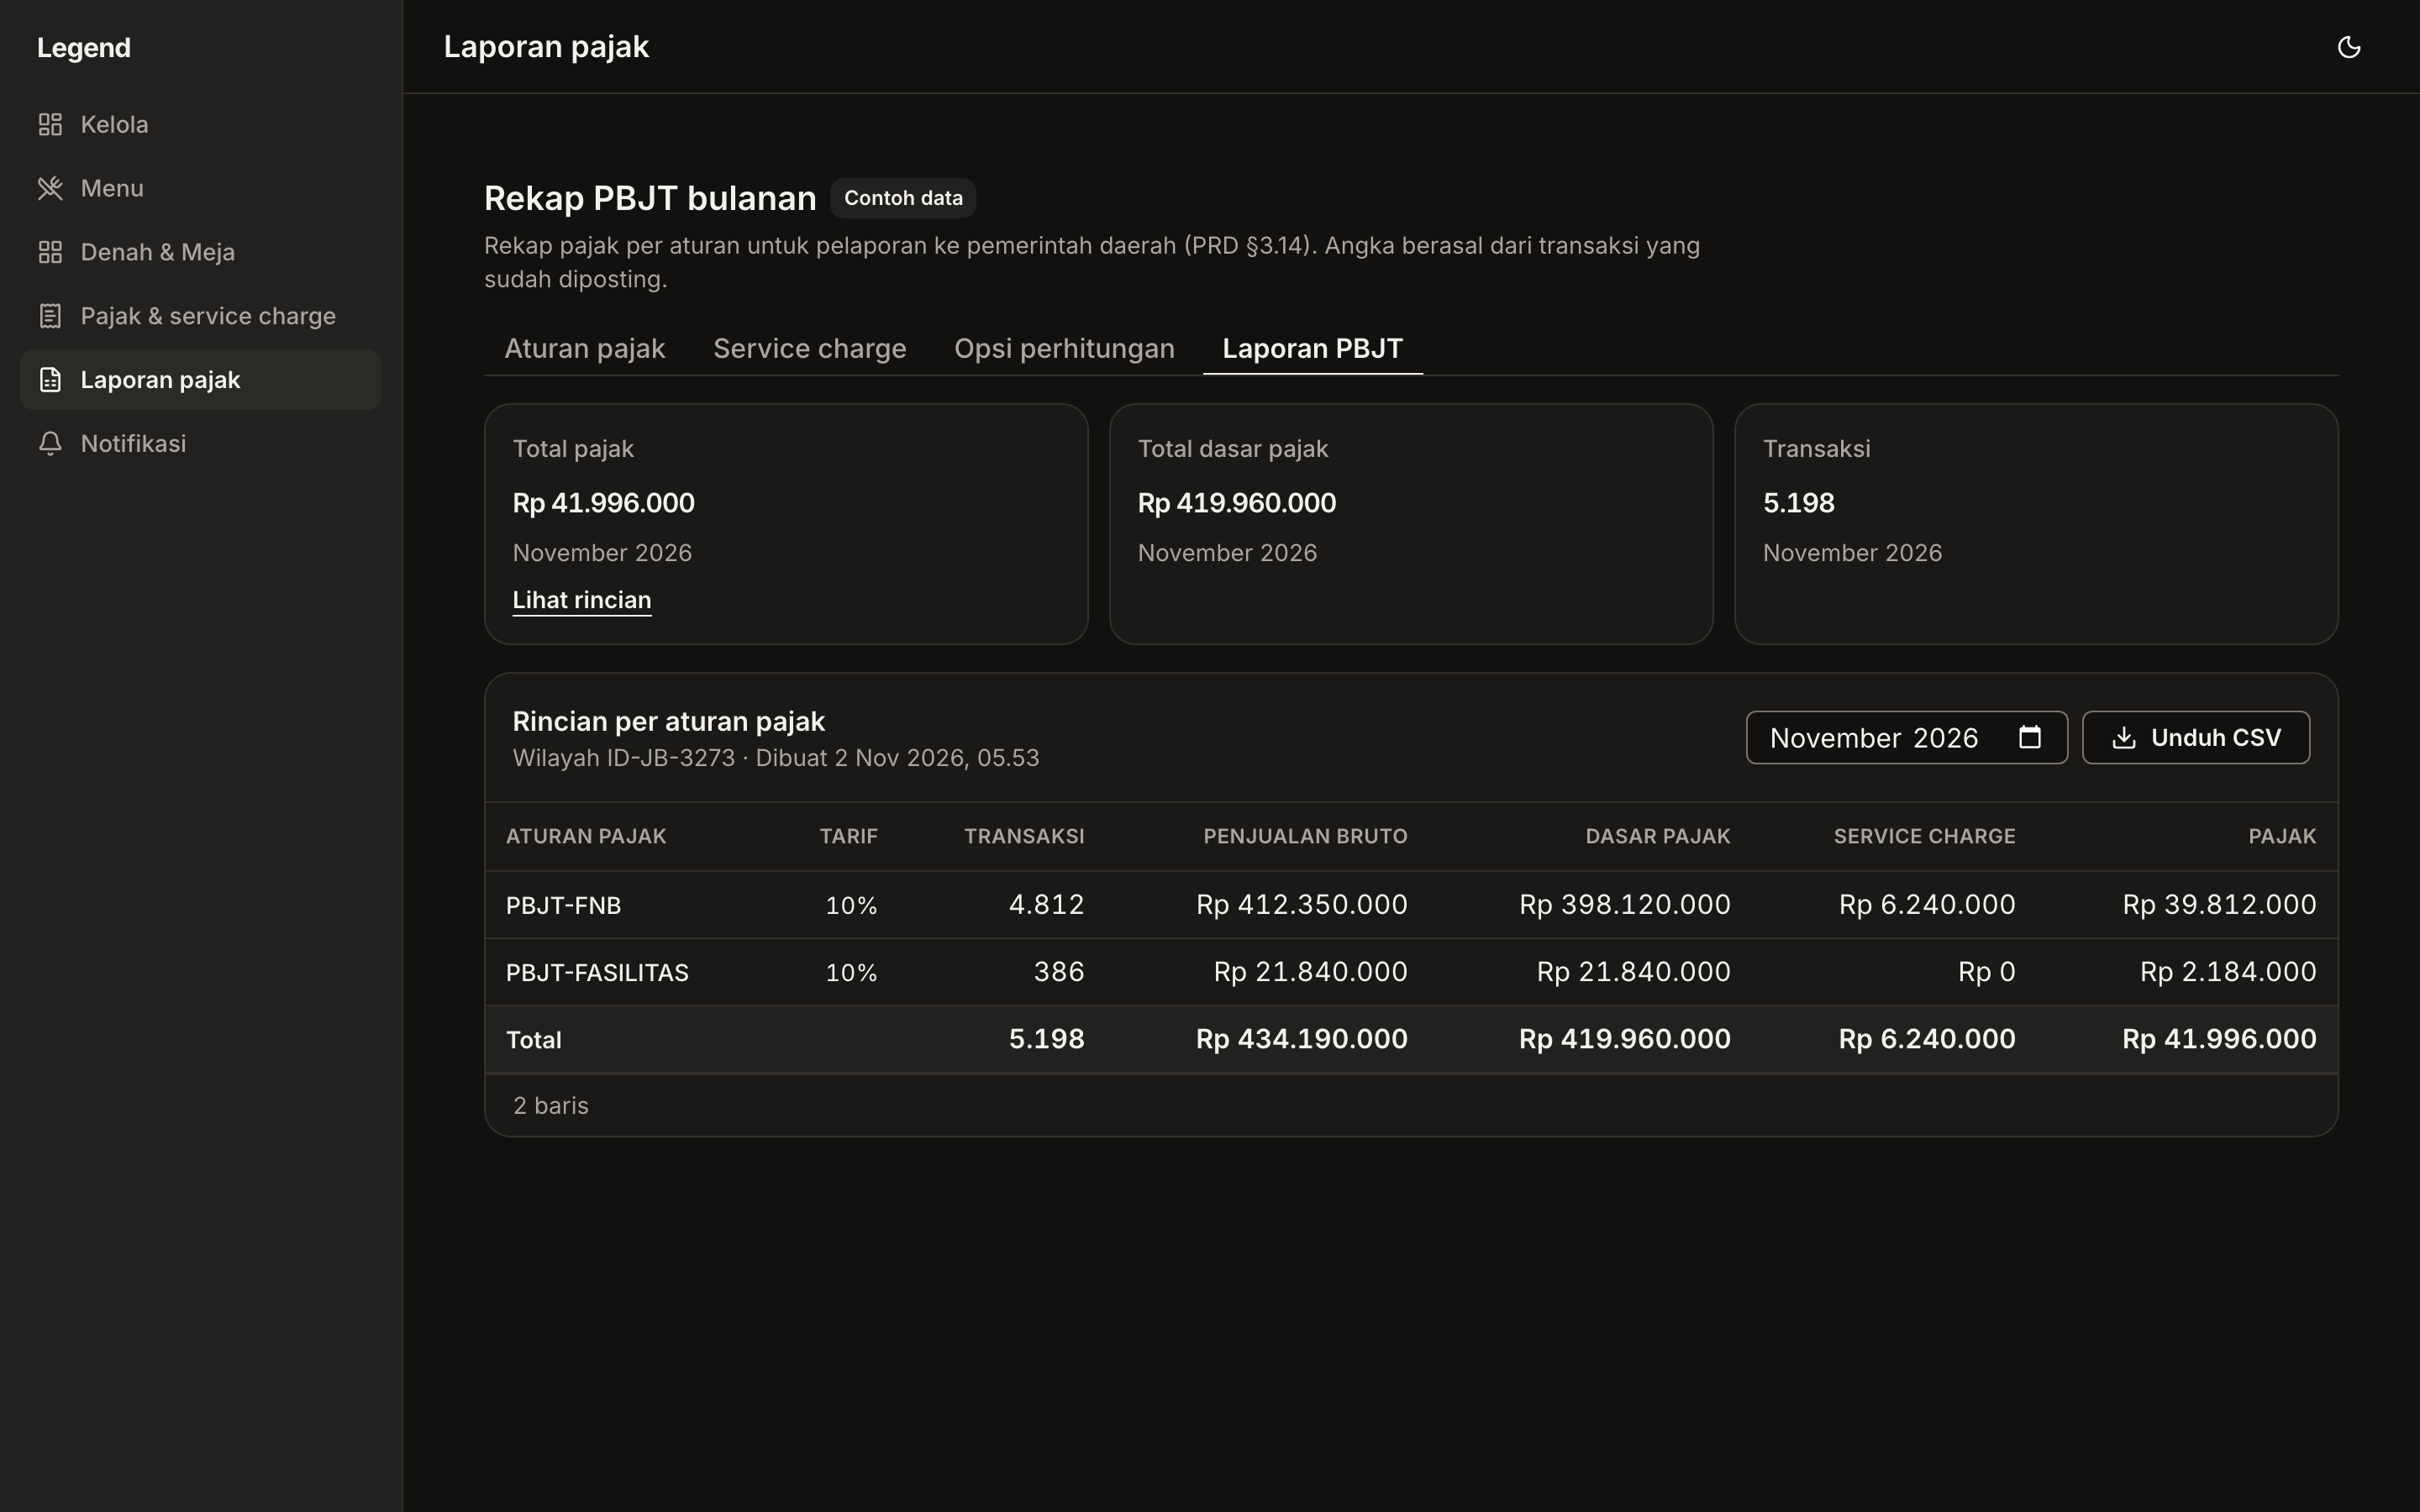 Legend
Kelola
Menu
Denah & Meja
Pajak & service charge
Laporan pajak
Notifikasi
Laporan pajak
Rekap PBJT bulanan Contoh data
Rekap pajak per aturan untuk pelaporan ke pemerintah daerah (PRD §3.14). Angka berasal dari transaksi yang
sudah diposting.
Aturan pajak Service charge Opsi perhitungan Laporan PBJT
Total pajak
Rp 41.996.000
November 2026
Lihat rincian
Total dasar pajak
Rp 419.960.000
November 2026
Transaksi
5.198
November 2026
Rincian per aturan pajak
Wilayah ID-JB-3273 · Dibuat 2 Nov 2026, 05.53
November 2026 Unduh CSV
ATURAN PAJAK TARIF TRANSAKSI PENJUALAN BRUTO DASAR PAJAK SERVICE CHARGE PAJAK
PBJT-FNB 10% 4.812 Rp 412.350.000 Rp 398.120.000 Rp 6.240.000 Rp 39.812.000
PBJT-FASILITAS 10% 386 Rp 21.840.000 Rp 21.840.000 Rp 0 Rp 2.184.000
Total 5.198 Rp 434.190.000 Rp 419.960.000 Rp 6.240.000 Rp 41.996.000
2 baris